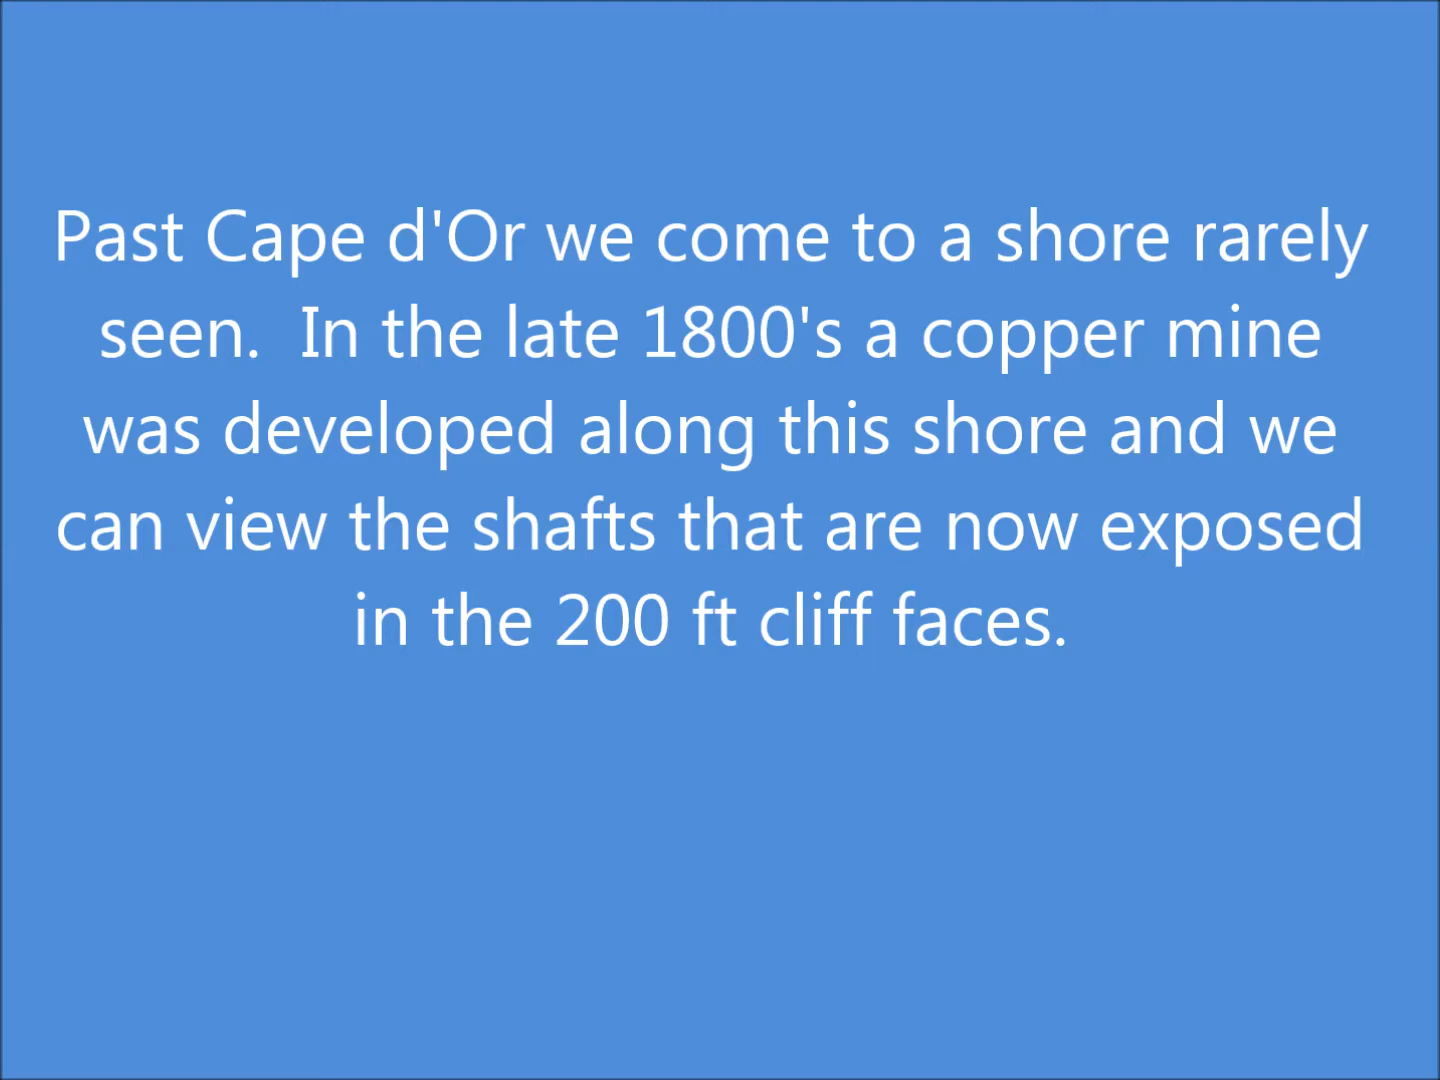 Past Cape d'Or we come to a shore rarely
seen.  In the late 1800's a copper mine
was developed along this shore and we
can view the shafts that are now exposed
in the 200 ft cliff faces.